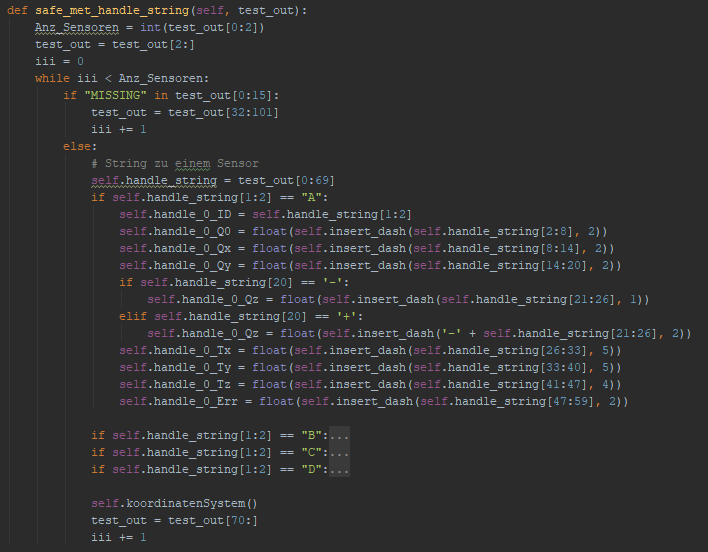 def safe_met_handle_string(self, test_out):
    Anz_Sensoren = int(test_out[0:2])
    test_out = test_out[2:]
    iii = 0
    while iii < Anz_Sensoren:
        if "MISSING" in test_out[0:15]:
            test_out = test_out[32:101]
            iii += 1
        else:
            # String zu einem Sensor
            self.handle_string = test_out[0:69]
            if self.handle_string[1:2] == "A":
                self.handle_0_ID = self.handle_string[1:2]
                self.handle_0_Q0 = float(self.insert_dash(self.handle_string[2:8], 2))
                self.handle_0_Qx = float(self.insert_dash(self.handle_string[8:14], 2))
                self.handle_0_Qy = float(self.insert_dash(self.handle_string[14:20], 2))
                if self.handle_string[20] == '-':
                    self.handle_0_Qz = float(self.insert_dash(self.handle_string[21:26], 1))
                elif self.handle_string[20] == '+':
                    self.handle_0_Qz = float(self.insert_dash('-' + self.handle_string[21:26], 2))
                self.handle_0_Tx = float(self.insert_dash(self.handle_string[26:33], 5))
                self.handle_0_Ty = float(self.insert_dash(self.handle_string[33:40], 5))
                self.handle_0_Tz = float(self.insert_dash(self.handle_string[41:47], 4))
                self.handle_0_Err = float(self.insert_dash(self.handle_string[47:59], 2))
            if self.handle_string[1:2] == "B":...
            if self.handle_string[1:2] == "C":...
            if self.handle_string[1:2] == "D":...
            self.koordinatenSystem()
            test_out = test_out[70:]
            iii += 1